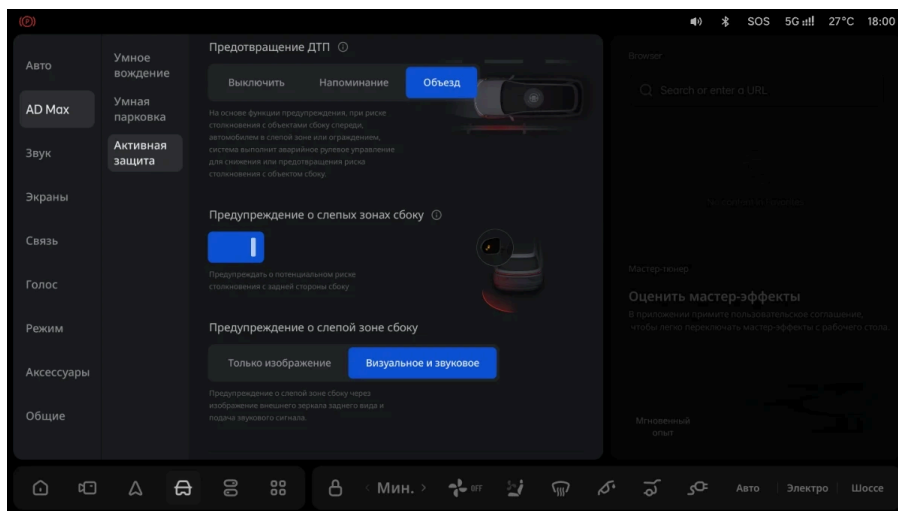 (P)
SOS 5G 27°C 18:00
Авто
AD Max
Звук
Экраны
Связь
Голос
Режим
Аксессуары
Общие
Умное
вождение
Умная
парковка
Активная
защита
Предотвращение ДТП
Выключить Напоминание Объезд
На основе функции предупреждения, при риске
столкновения с объектами сбоку спереди,
автомобилем в слепой зоне или ограждением,
система выполнит аварийное рулевое управление
для снижения или предотвращения риска
столкновения с объектом сбоку.
Предупреждение о слепых зонах сбоку
Предупреждать о потенциальном риске
столкновения с задней стороны сбоку
Предупреждение о слепой зоне сбоку
Только изображение Визуальное и звуковое
Предупреждение о слепой зоне сбоку через
изображение внешнего зеркала заднего вида и
подача звукового сигнала.
Browser
Search or enter a URL
Мастер-тюнер
Оценить мастер-эффекты
В приложении примите пользовательское соглашение,
чтобы легко переключать мастер-эффекты с рабочего стола.
Мгновенный
опыт
< Мин. > OFF Авто Электро Шоссе